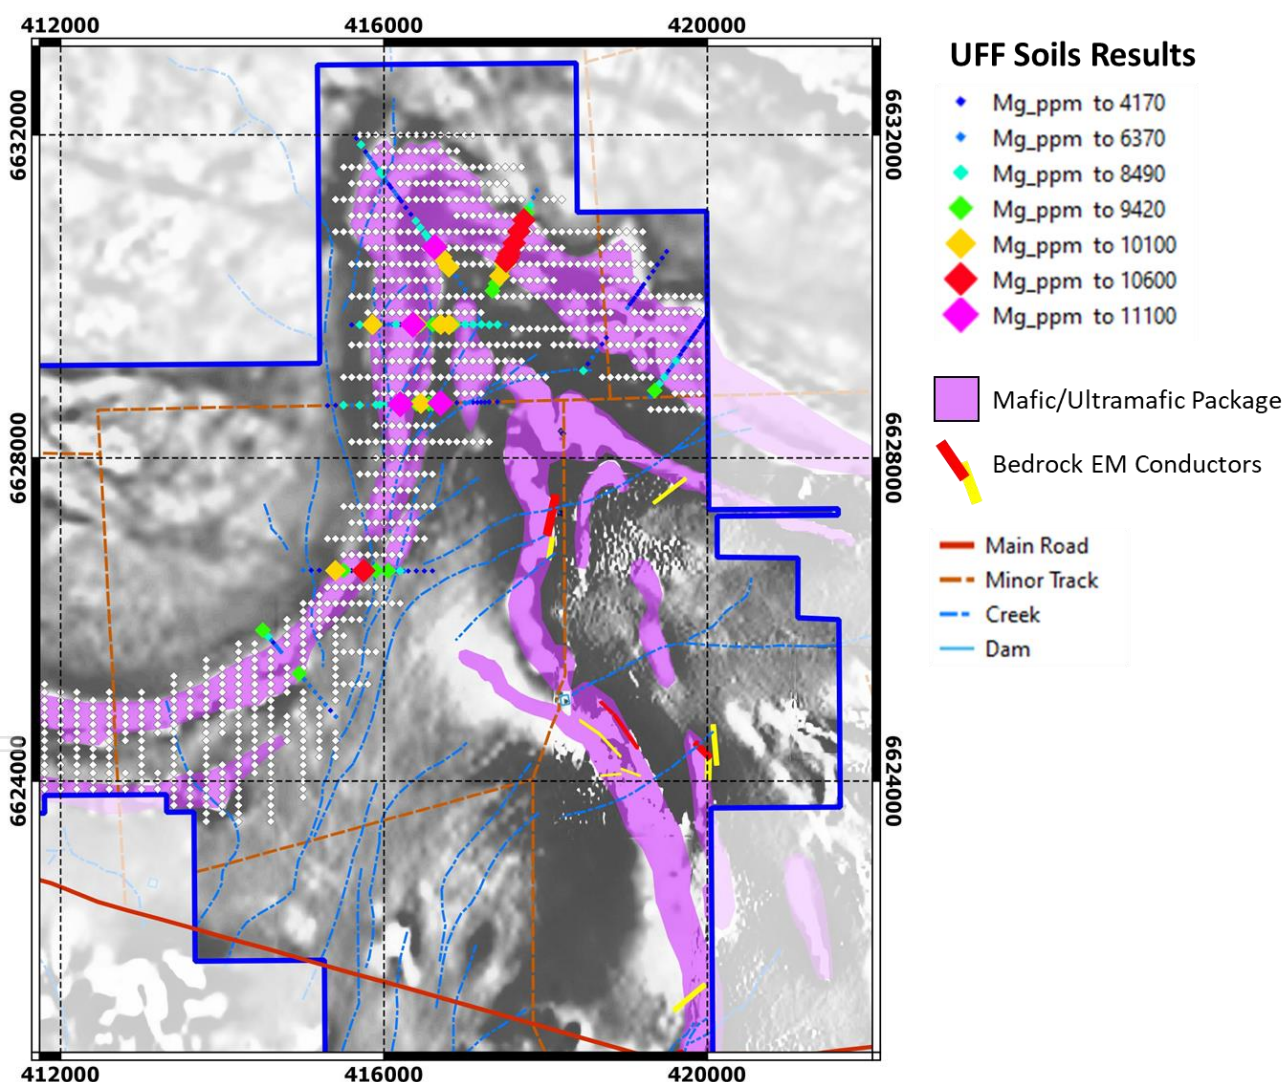 412000 416000 420000
UFF Soils Results
Mg_ppm to 4170
Mg_ppm to 6370
Mg_ppm to 8490
Mg_ppm to 9420
Mg_ppm to 10100
Mg_ppm to 10600
Mg_ppm to 11100
Mafic/Ultramafic Package
Bedrock EM Conductors
Main Road
Minor Track
Creek
Dam
6632000 6632000
6628000 6628000
6624000 6624000
412000 416000 420000